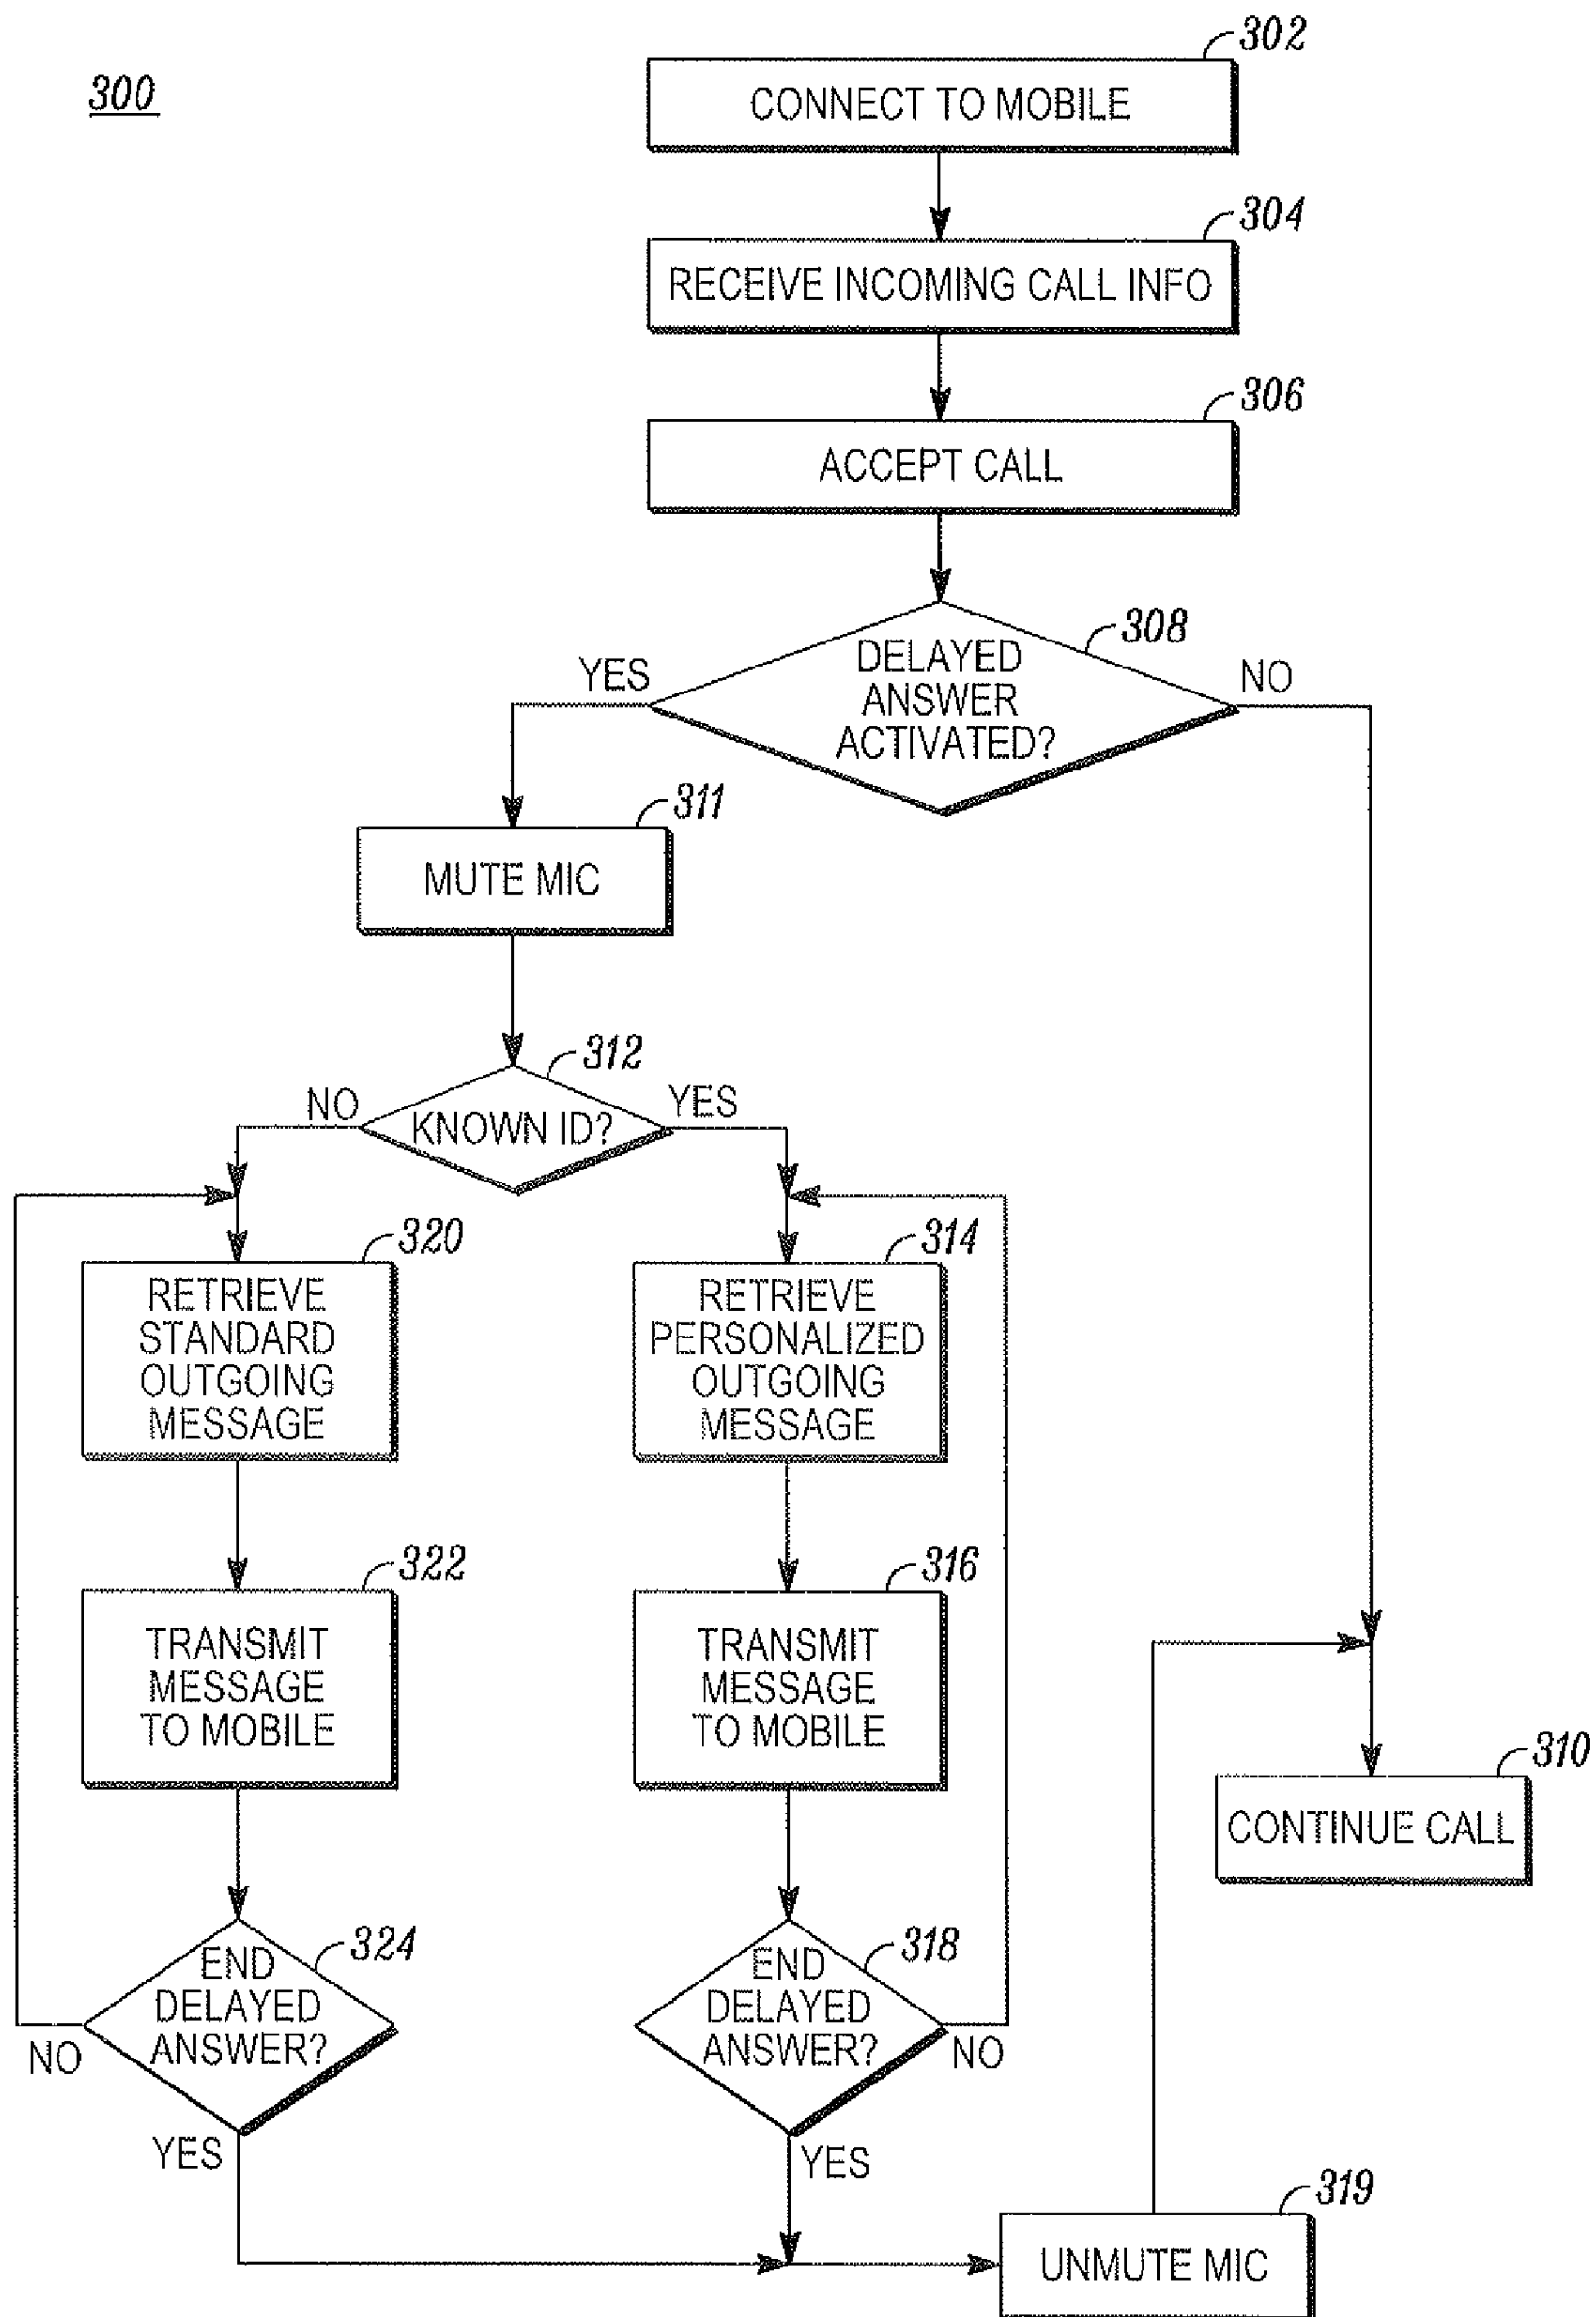 300
302
CONNECT TO MOBILE
304
RECEIVE INCOMING CALL INFO
306
ACCEPT CALL
308
DELAYED
ANSWER
ACTIVATED?
YES
NO
311
MUTE MIC
312
KNOWN ID?
NO
YES
320
RETRIEVE
STANDARD
OUTGOING
MESSAGE
314
RETRIEVE
PERSONALIZED
OUTGOING
MESSAGE
322
TRANSMIT
MESSAGE
TO MOBILE
316
TRANSMIT
MESSAGE
TO MOBILE
310
CONTINUE CALL
324
END
DELAYED
ANSWER?
NO
YES
318
END
DELAYED
ANSWER?
NO
YES
319
UNMUTE MIC